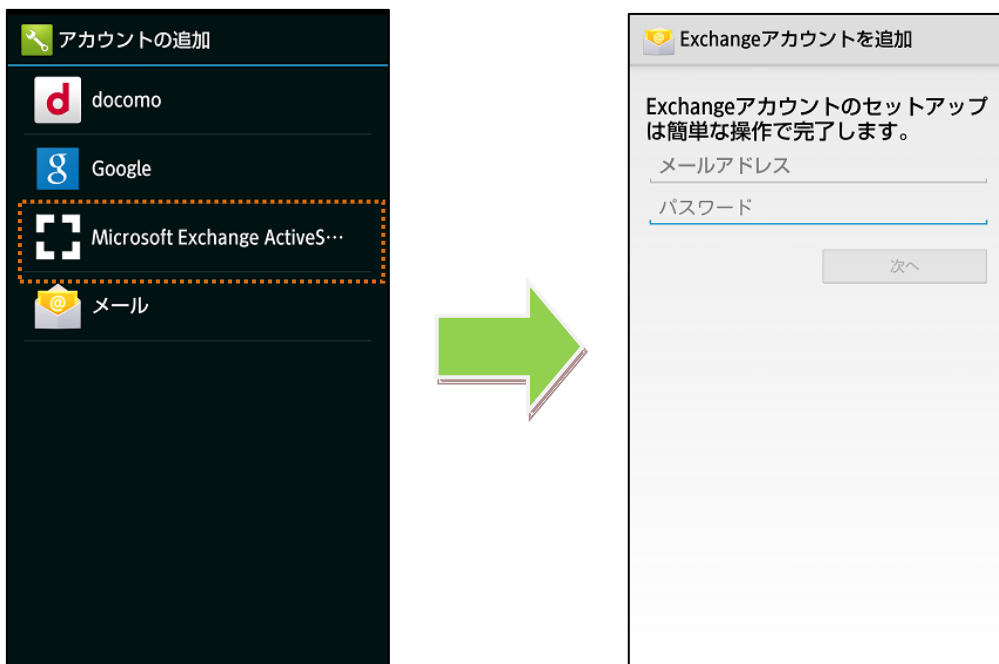 アカウントの追加
docomo
Google
Microsoft Exchange ActiveS…
メール
Exchangeアカウントを追加
Exchangeアカウントのセットアップ
は簡単な操作で完了します。
メールアドレス
パスワード
次へ